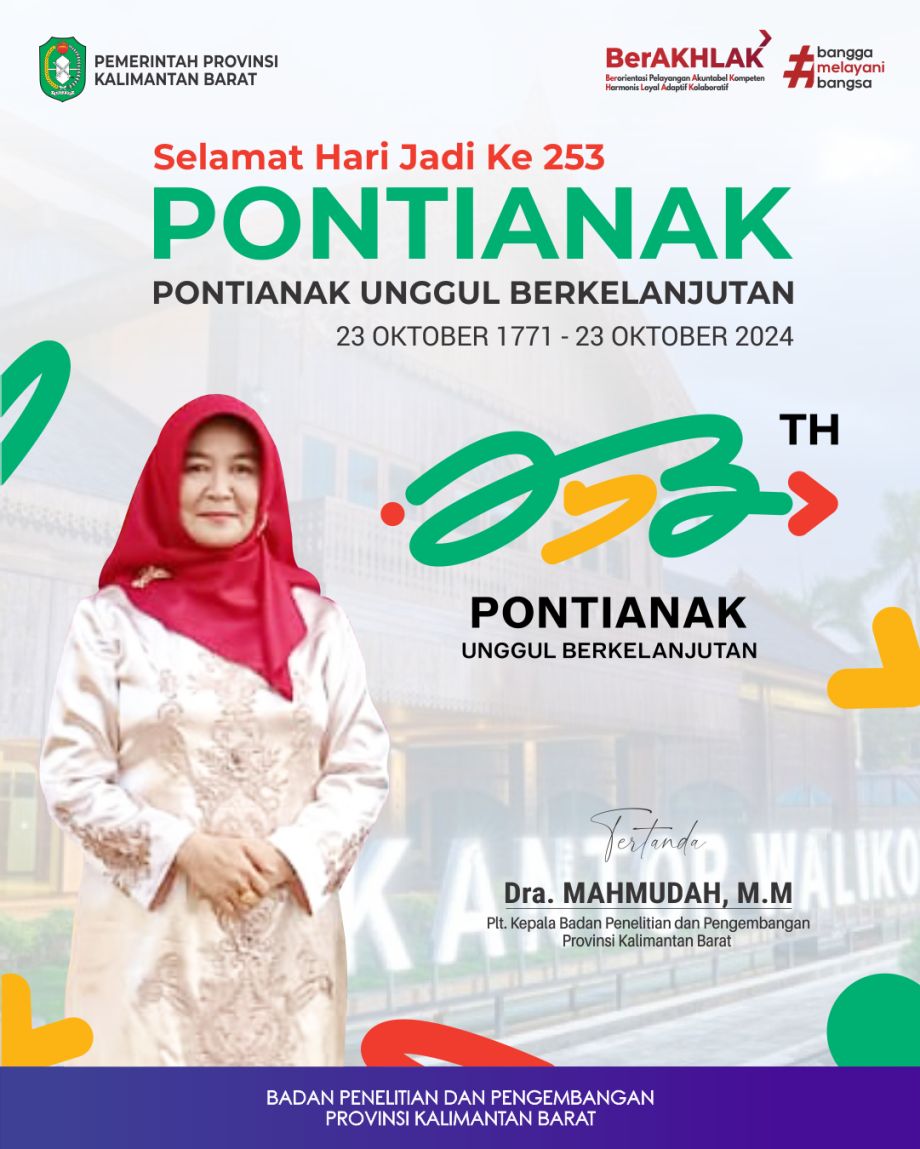 PEMERINTAH PROVINSI
KALIMANTAN BARAT
BerAKHLAK
Berorientasi Pelayangan Akuntabel Kompeten
Harmonis Loyal Adaptif Kolaboratif
#bangga
melayani
bangsa
Selamat Hari Jadi Ke 253
PONTIANAK
PONTIANAK UNGGUL BERKELANJUTAN
23 OKTOBER 1771 - 23 OKTOBER 2024
253 TH
PONTIANAK
UNGGUL BERKELANJUTAN
KANTOR WALIKO
Tertanda
Dra. MAHMUDAH, M.M
Plt. Kepala Badan Penelitian dan Pengembangan
Provinsi Kalimantan Barat
BADAN PENELITIAN DAN PENGEMBANGAN
PROVINSI KALIMANTAN BARAT